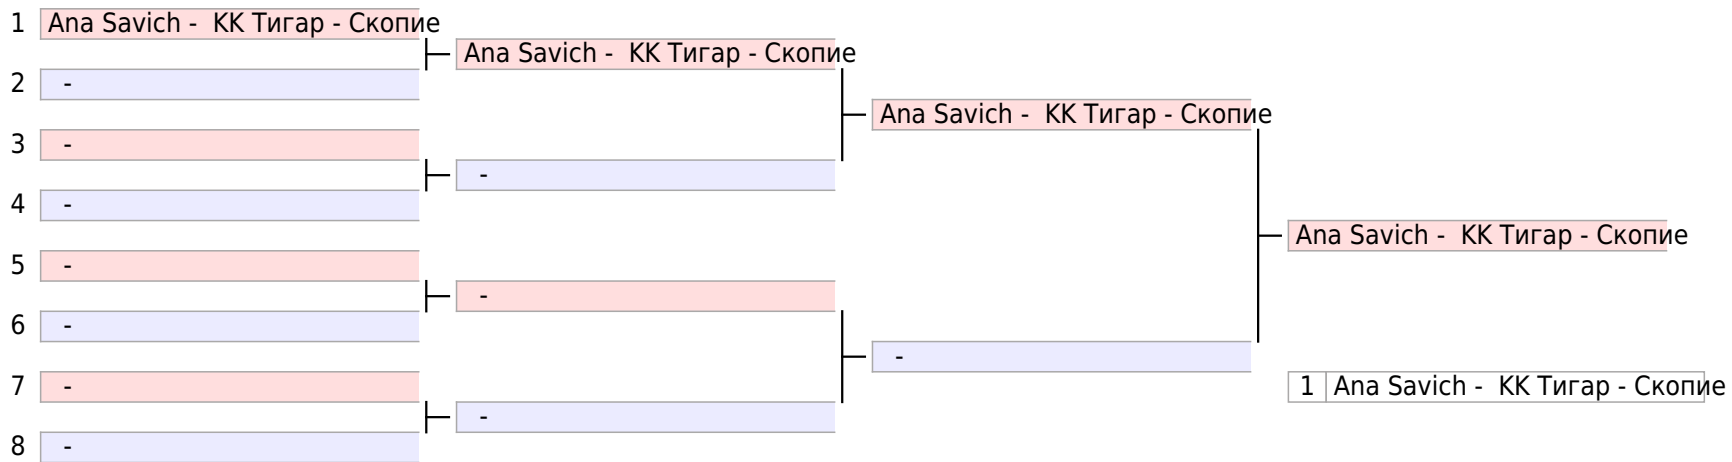 1 Ana Savich - KK Тигар - Скопие
Ana Savich - KK Тигар - Скопие
2 -
Ana Savich - KK Тигар - Скопие
3 -
-
4 -
Ana Savich - KK Тигар - Скопие
5 -
-
6 -
-
7 -
1 Ana Savich - KK Тигар - Скопие
-
8 -